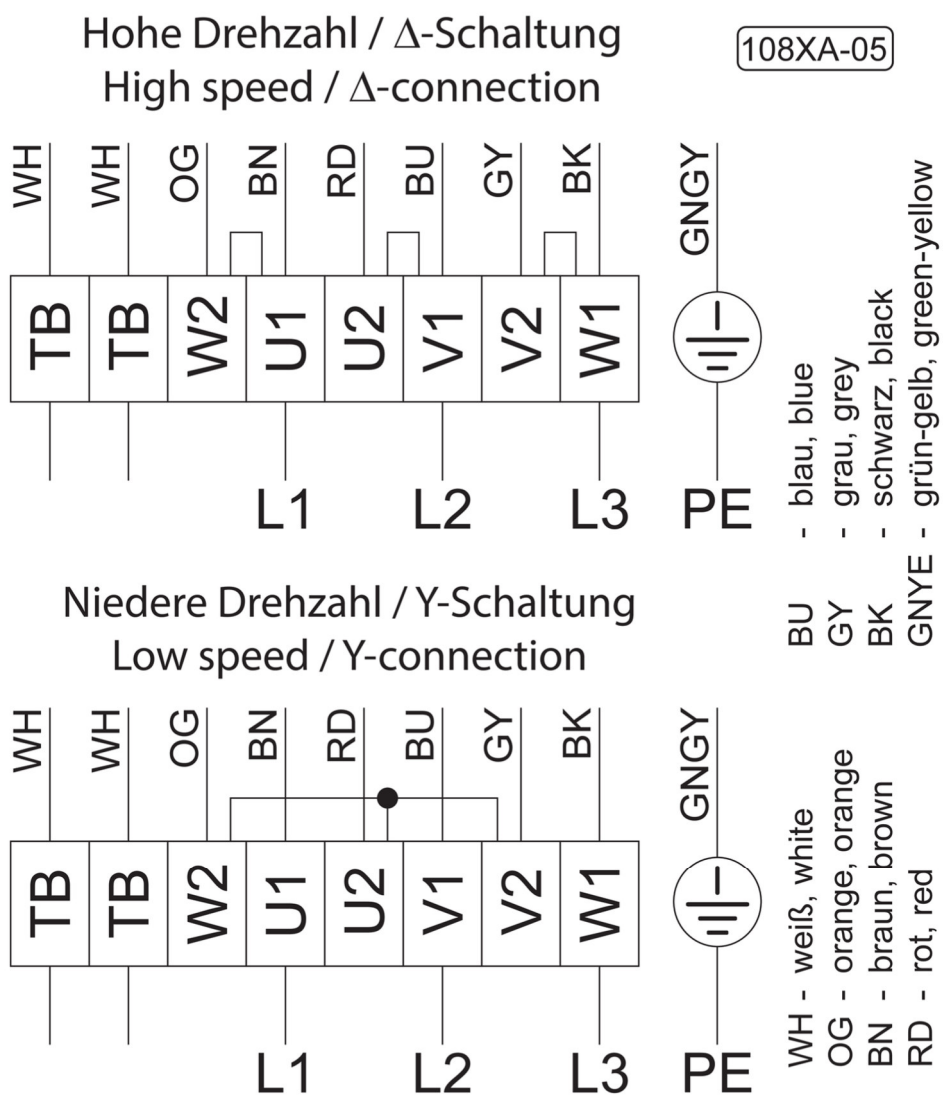 Hohe Drehzahl / Δ-Schaltung
High speed / Δ-connection
108XA-05
WH WH OG BN RD BU GY BK GNGY
TB TB W2 U1 U2 V1 V2 W1
L1 L2 L3 PE
Niedere Drehzahl / Y-Schaltung
Low speed / Y-connection
WH WH OG BN RD BU GY BK GNGY
TB TB W2 U1 U2 V1 V2 W1
L1 L2 L3 PE
BU - blau, blue
GY - grau, grey
BK - schwarz, black
GNYE - grün-gelb, green-yellow
WH - weiß, white
OG - orange, orange
BN - braun, brown
RD - rot, red